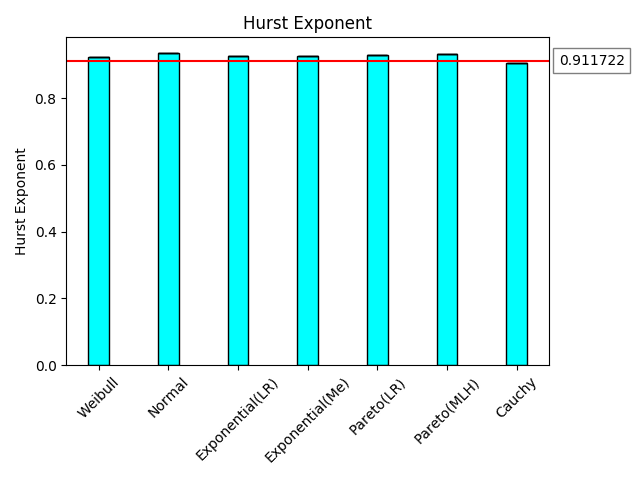 Hurst Exponent
0.911722
Hurst Exponent
0.8
0.6
0.4
0.2
0.0
Weibull
Normal
Exponential(LR)
Exponential(Me)
Pareto(LR)
Pareto(MLH)
Cauchy